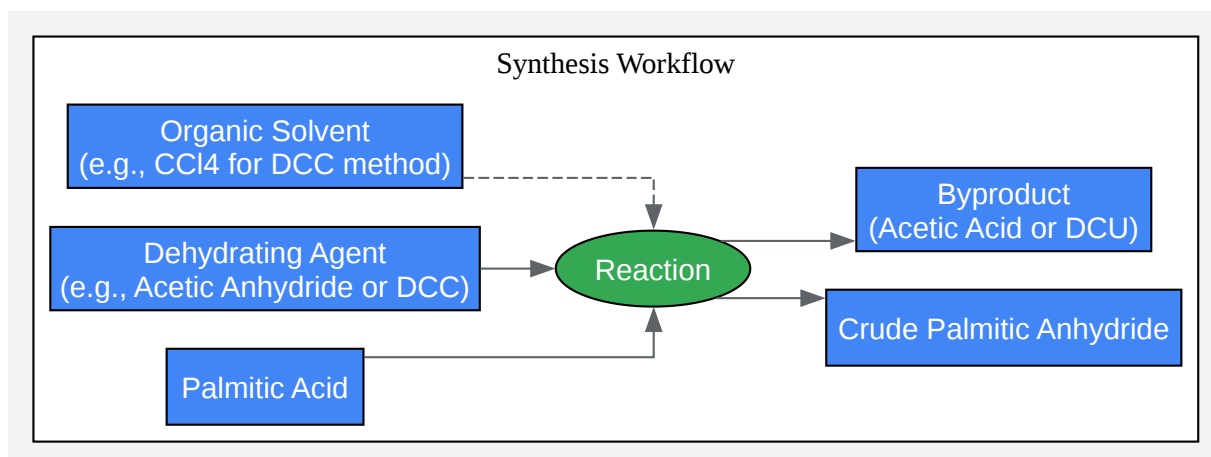 Synthesis Workflow
Organic Solvent
(e.g., CCl4 for DCC method)
Dehydrating Agent
(e.g., Acetic Anhydride or DCC)
Palmitic Acid
Reaction
Byproduct
(Acetic Acid or DCU)
Crude Palmitic Anhydride